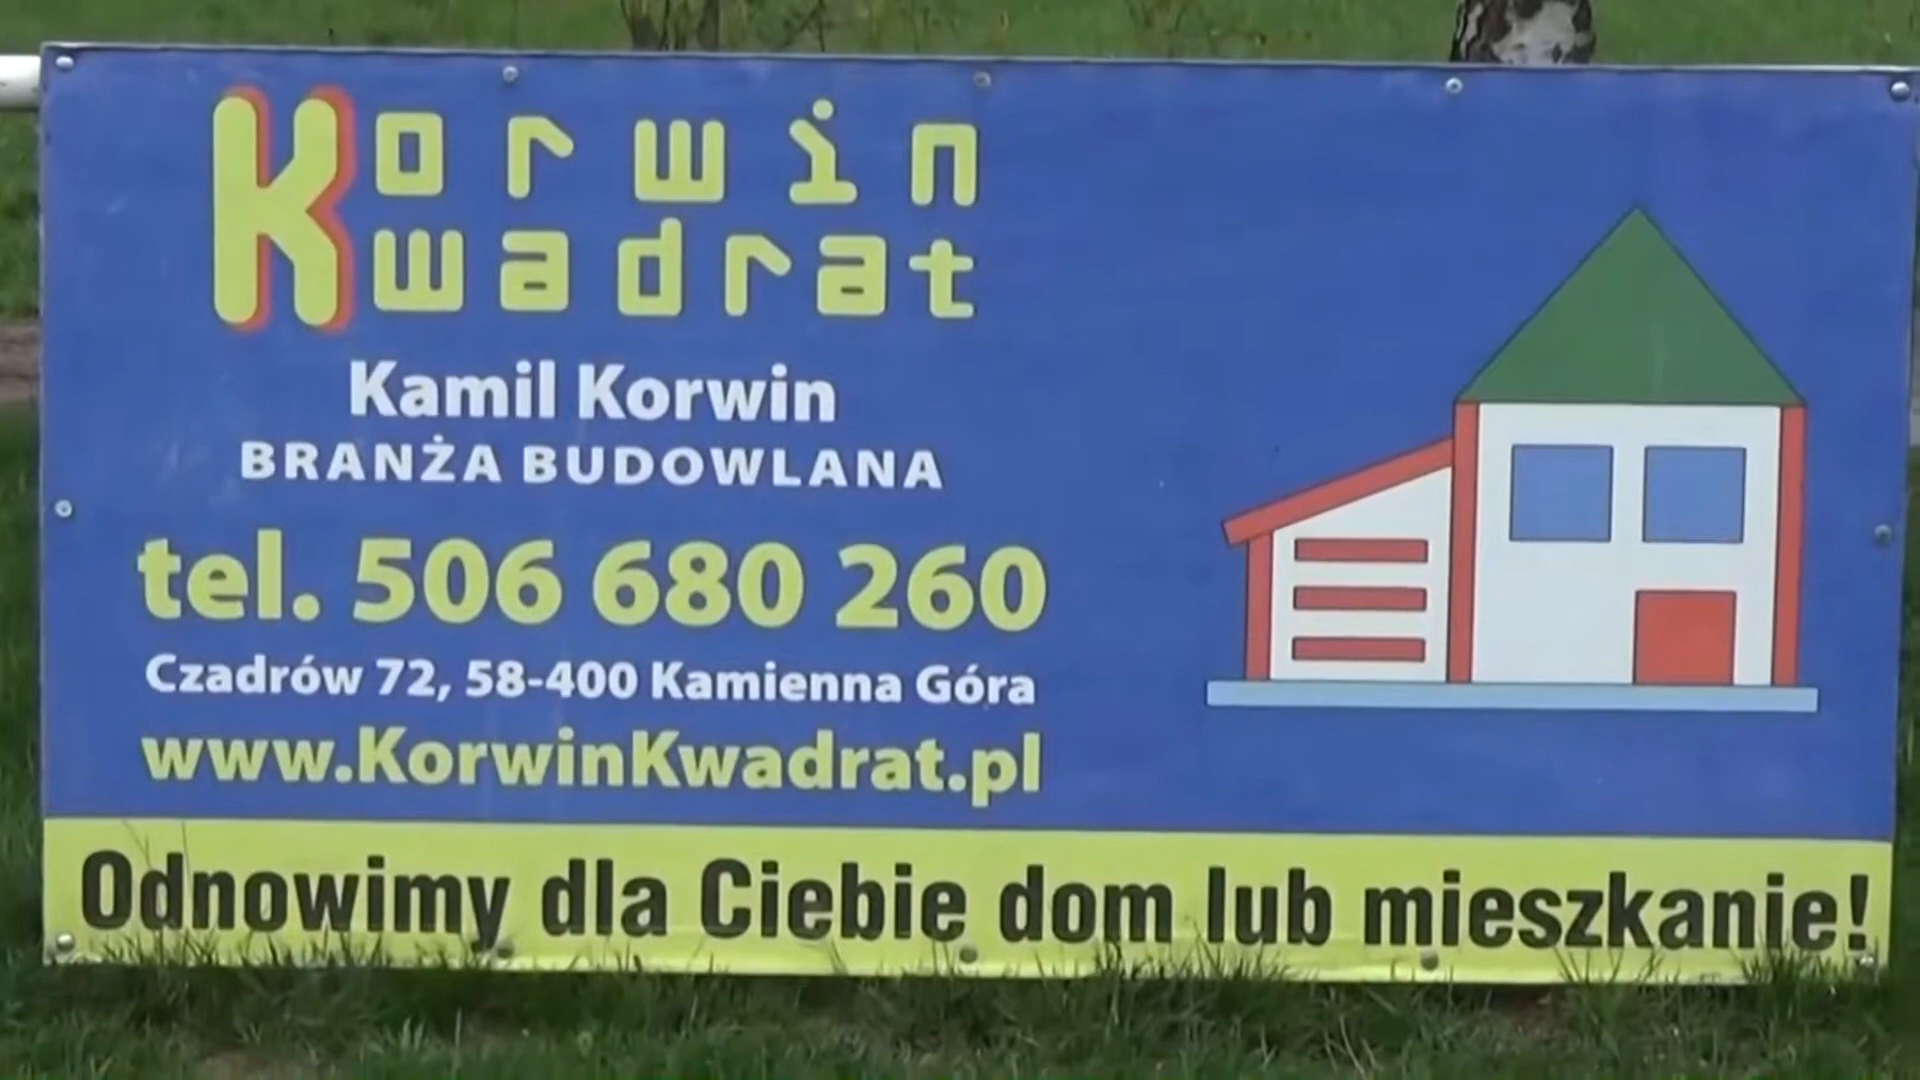 Korwin
Kwadrat
Kamil Korwin
BRANŻA BUDOWLANA
tel. 506 680 260
Czadrów 72, 58-400 Kamienna Góra
www.KorwinKwadrat.pl
Odnowimy dla Ciebie dom lub mieszkanie!